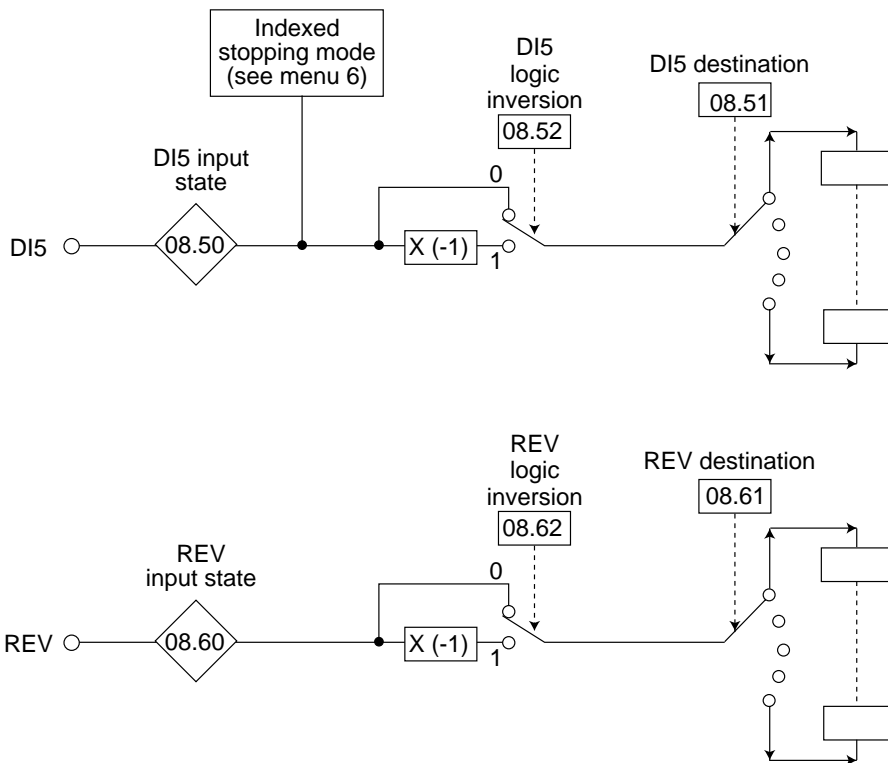 Indexed
stopping mode
(see menu 6)
DI5
logic
inversion
08.52
DI5 destination
08.51
DI5 input
state
0
DI5
08.50
X (-1)
1
REV
logic
inversion
08.62
REV destination
08.61
REV
input state
0
REV
08.60
X (-1)
1